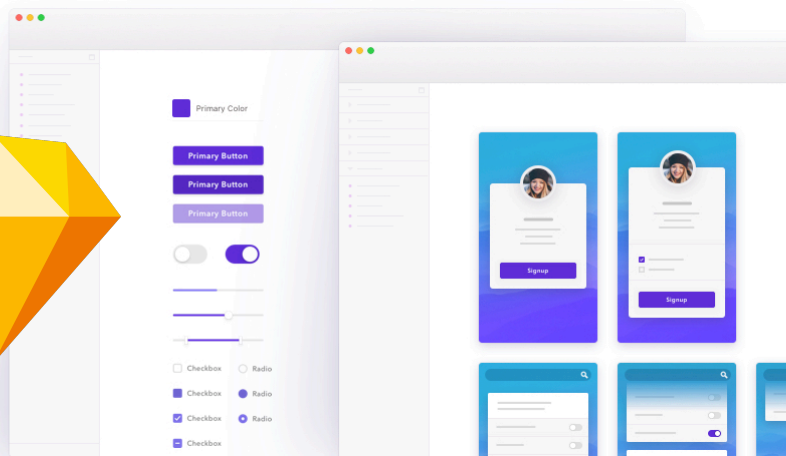 Primary Color
Primary Button
Primary Button
Primary Button
Checkbox Radio
Checkbox Radio
Checkbox Radio
Checkbox
Signup
Signup